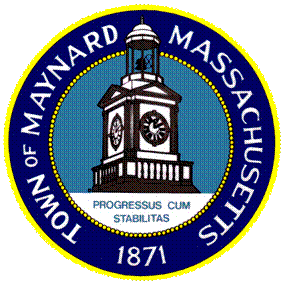 TOWN OF MAYNARD MASSACHUSETTS
PROGRESSUS CUM
STABILITAS
1871